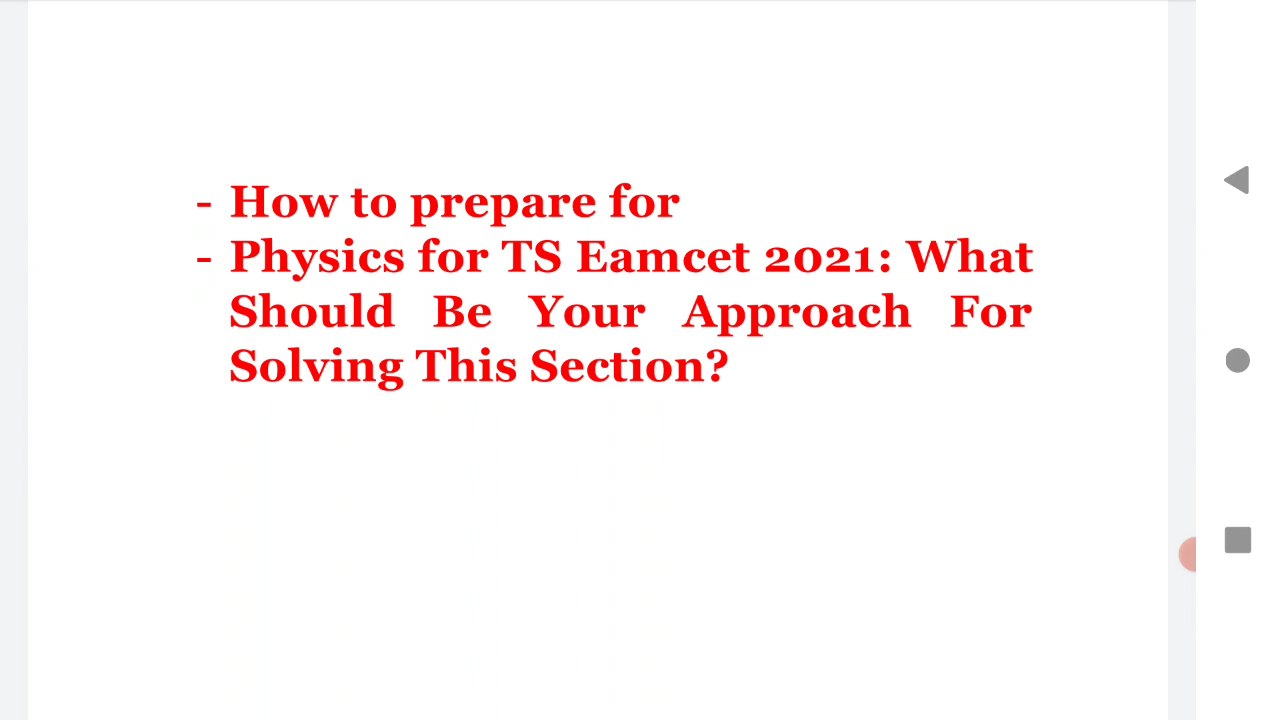 - How to prepare for
- Physics for TS Eamcet 2021: What
Should Be Your Approach For
Solving This Section?